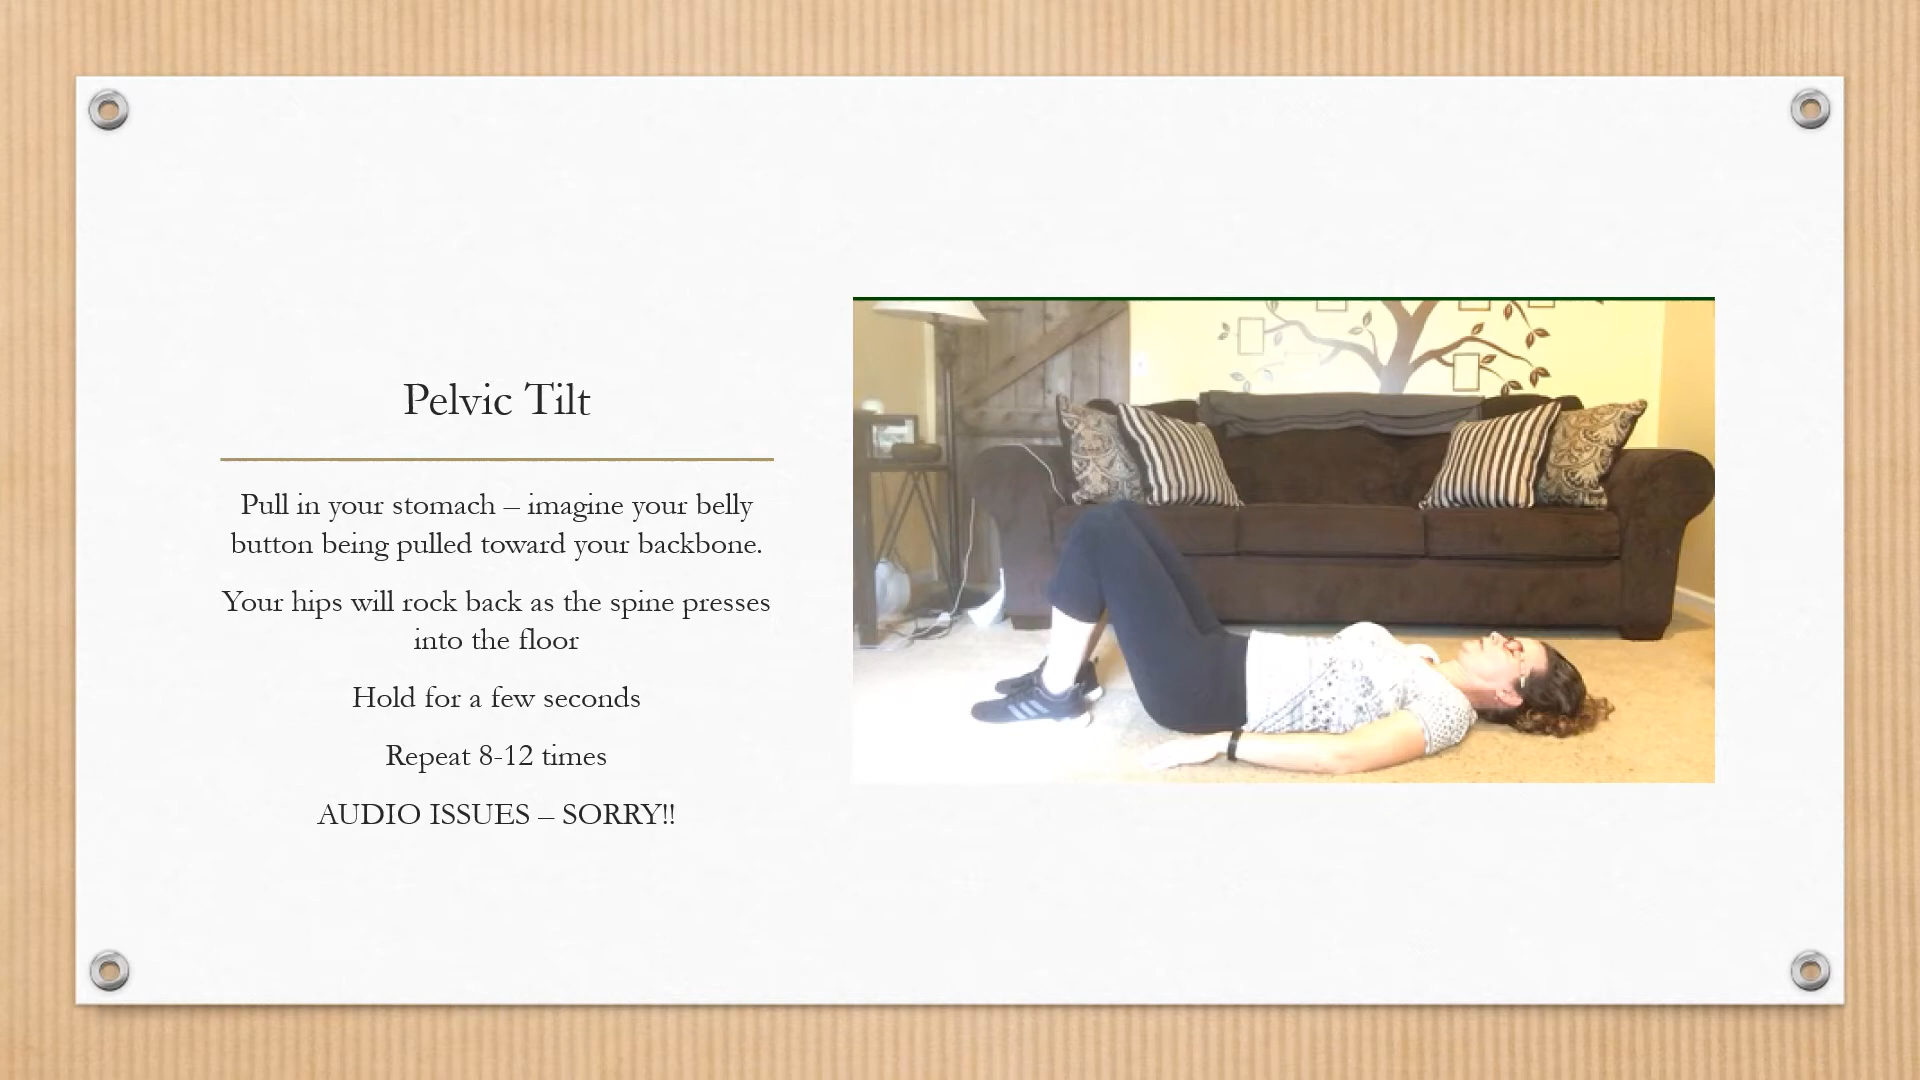 Pelvic Tilt
Pull in your stomach – imagine your belly
button being pulled toward your backbone.
Your hips will rock back as the spine presses
into the floor
Hold for a few seconds
Repeat 8-12 times
AUDIO ISSUES – SORRY!!